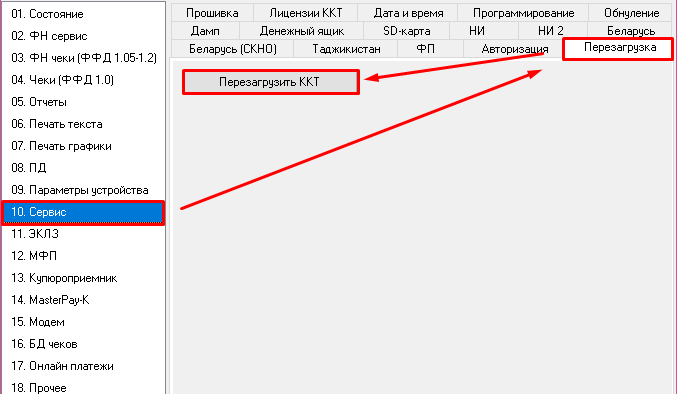 01. Состояние
02. ФН сервис
03. ФН чеки (ФФД 1.05-1.2)
04. Чеки (ФФД 1.0)
05. Отчеты
06. Печать текста
07. Печать графики
08. ПД
09. Параметры устройства
10. Сервис
11. ЭКЛЗ
12. МФП
13. Купюроприемник
14. MasterPay-K
15. Модем
16. БД чеков
17. Онлайн платежи
18. Прочее
Прошивка Лицензии ККТ Дата и время Программирование Обнуление
Дамп Денежный ящик SD-карта НИ НИ 2 Беларусь
Беларусь (СКНО) Таджикистан ФП Авторизация Перезагрузка
Перезагрузить ККТ